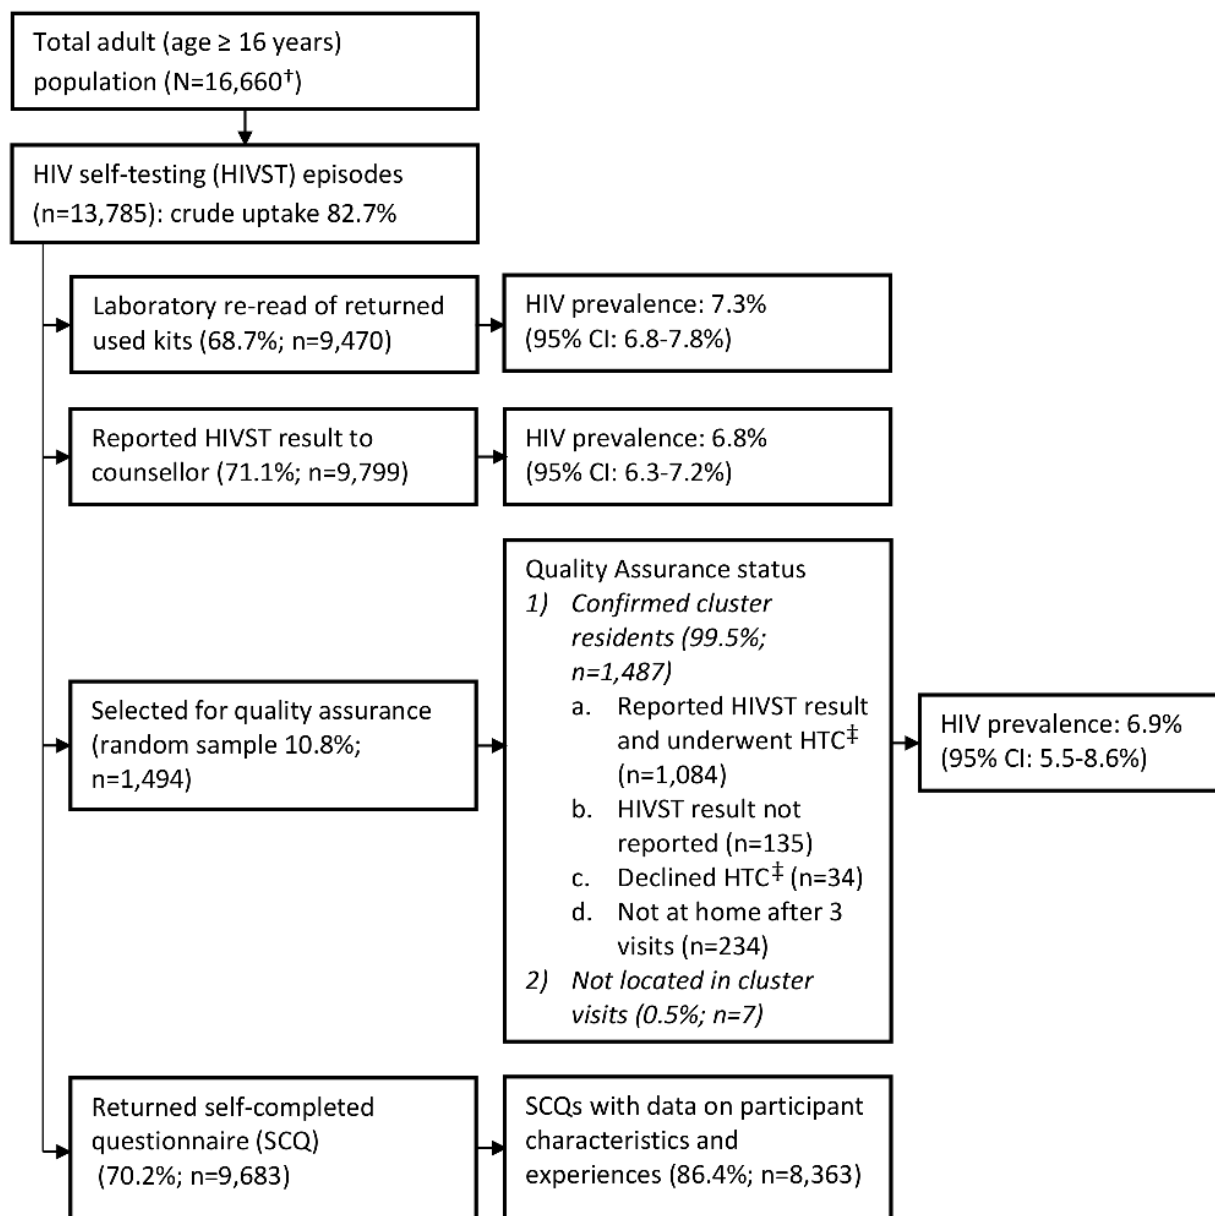 Total adult (age ≥ 16 years)
population (N=16,660†)
HIV self-testing (HIVST) episodes
(n=13,785): crude uptake 82.7%
Laboratory re-read of returned
used kits (68.7%; n=9,470)
HIV prevalence: 7.3%
(95% CI: 6.8-7.8%)
Reported HIVST result to
counsellor (71.1%; n=9,799)
HIV prevalence: 6.8%
(95% CI: 6.3-7.2%)
Selected for quality assurance
(random sample 10.8%;
n=1,494)
Quality Assurance status
1) Confirmed cluster
residents (99.5%;
n=1,487)
a. Reported HIVST result
and underwent HTC‡
(n=1,084)
b. HIVST result not
reported (n=135)
c. Declined HTC‡ (n=34)
d. Not at home after 3
visits (n=234)
2) Not located in cluster
visits (0.5%; n=7)
HIV prevalence: 6.9%
(95% CI: 5.5-8.6%)
Returned self-completed
questionnaire (SCQ)
(70.2%; n=9,683)
SCQs with data on participant
characteristics and
experiences (86.4%; n=8,363)